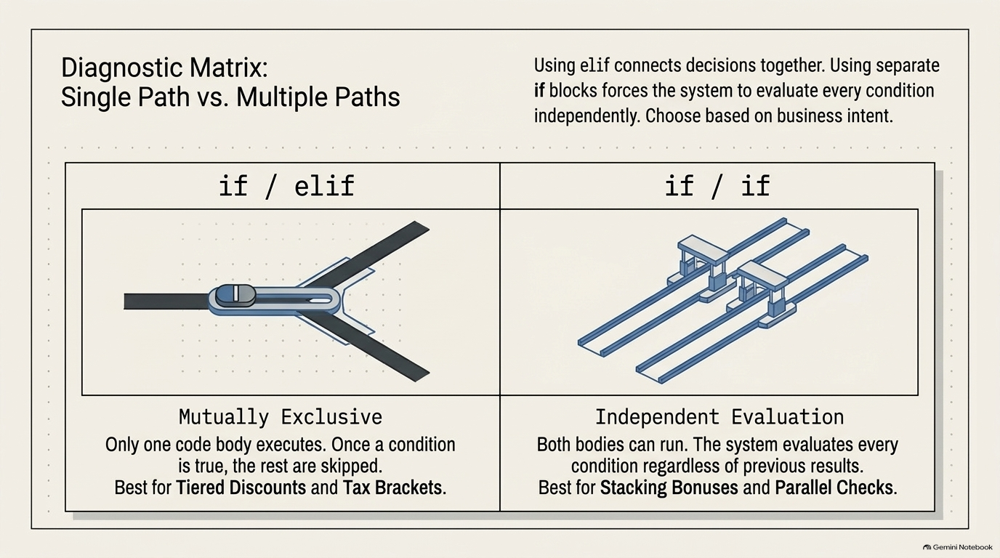 Diagnostic Matrix:
Single Path vs. Multiple Paths
Using elif connects decisions together. Using separate
if blocks forces the system to evaluate every condition
independently. Choose based on business intent.
if / elif
Mutually Exclusive
Only one code body executes. Once a condition
is true, the rest are skipped.
Best for Tiered Discounts and Tax Brackets.
if / if
Independent Evaluation
Both bodies can run. The system evaluates every
condition regardless of previous results.
Best for Stacking Bonuses and Parallel Checks.
Gemini Notebook